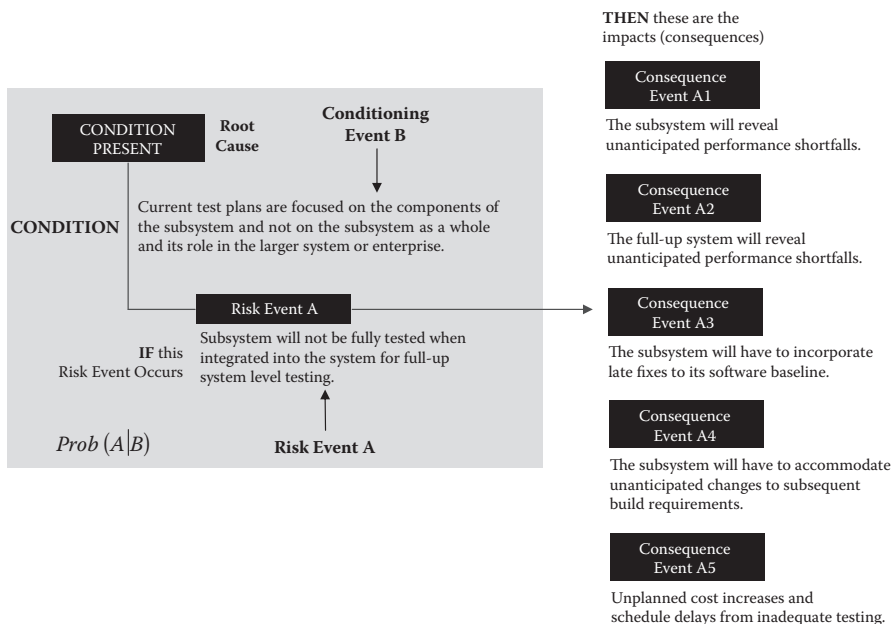 THEN these are the
impacts (consequences)
Consequence
Event A1
The subsystem will reveal
unanticipated performance shortfalls.
Consequence
Event A2
The full-up system will reveal
unanticipated performance shortfalls.
Consequence
Event A3
The subsystem will have to incorporate
late fixes to its software baseline.
Consequence
Event A4
The subsystem will have to accommodate
unanticipated changes to subsequent
build requirements.
Consequence
Event A5
Unplanned cost increases and
schedule delays from inadequate testing.
CONDITION
PRESENT
Root
Cause
Conditioning
Event B
CONDITION
Current test plans are focused on the components of
the subsystem and not on the subsystem as a whole
and its role in the larger system or enterprise.
Risk Event A
IF this
Risk Event Occurs
Subsystem will not be fully tested when
integrated into the system for full-up
system level testing.
Prob (A|B)
Risk Event A